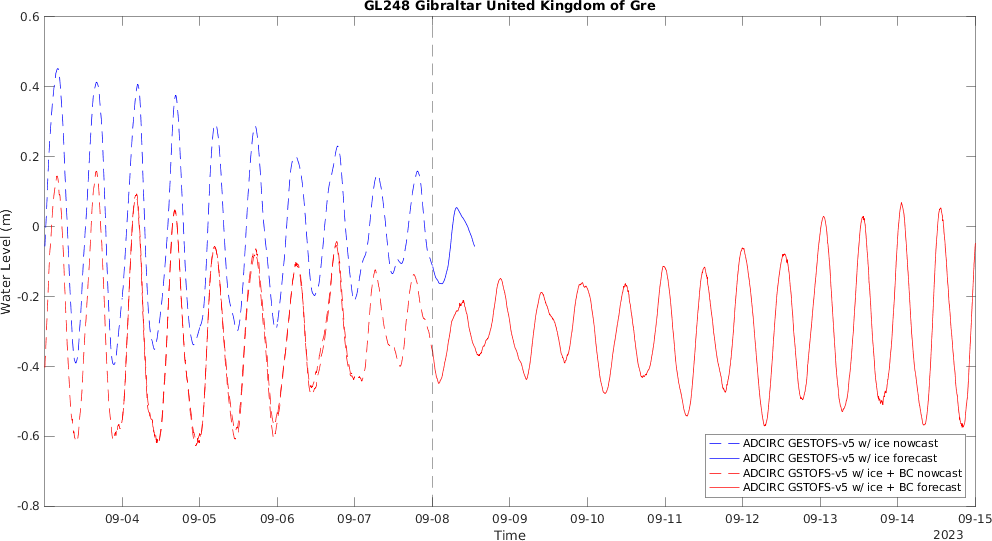 GL248 Gibraltar United Kingdom of Gre
0.6
0.4
0.2
0
-0.2
-0.4
-0.6
-0.8
Water Level (m)
ADCIRC GESTOFS-v5 w/ ice nowcast
ADCIRC GESTOFS-v5 w/ ice forecast
ADCIRC GSTOFS-v5 w/ ice + BC nowcast
ADCIRC GSTOFS-v5 w/ ice + BC forecast
09-04 09-05 09-06 09-07 09-08 09-09 09-10 09-11 09-12 09-13 09-14 09-15
Time
2023